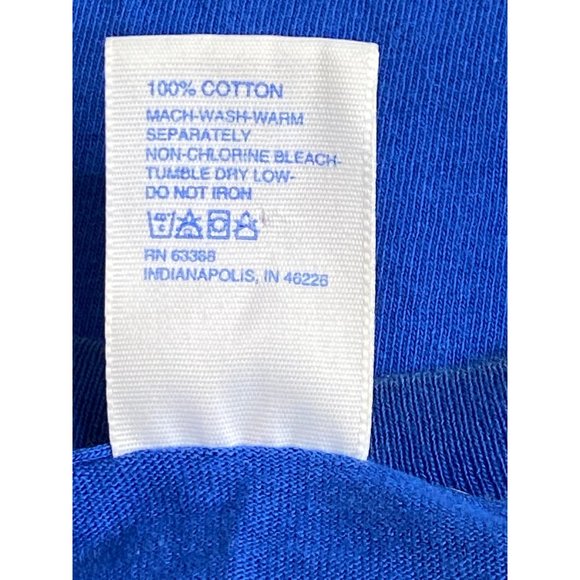 100% COTTON
MACH-WASH-WARM
SEPARATELY
NON-CHLORINE BLEACH-
TUMBLE DRY LOW-
DO NOT IRON
RN 63388
INDIANAPOLIS, IN 46226